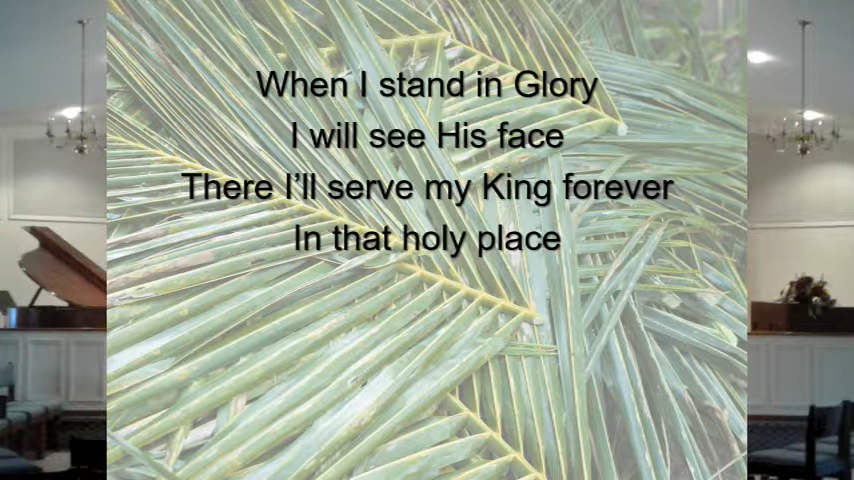 When I stand in Glory
I will see His face
There I’ll serve my King forever
In that holy place